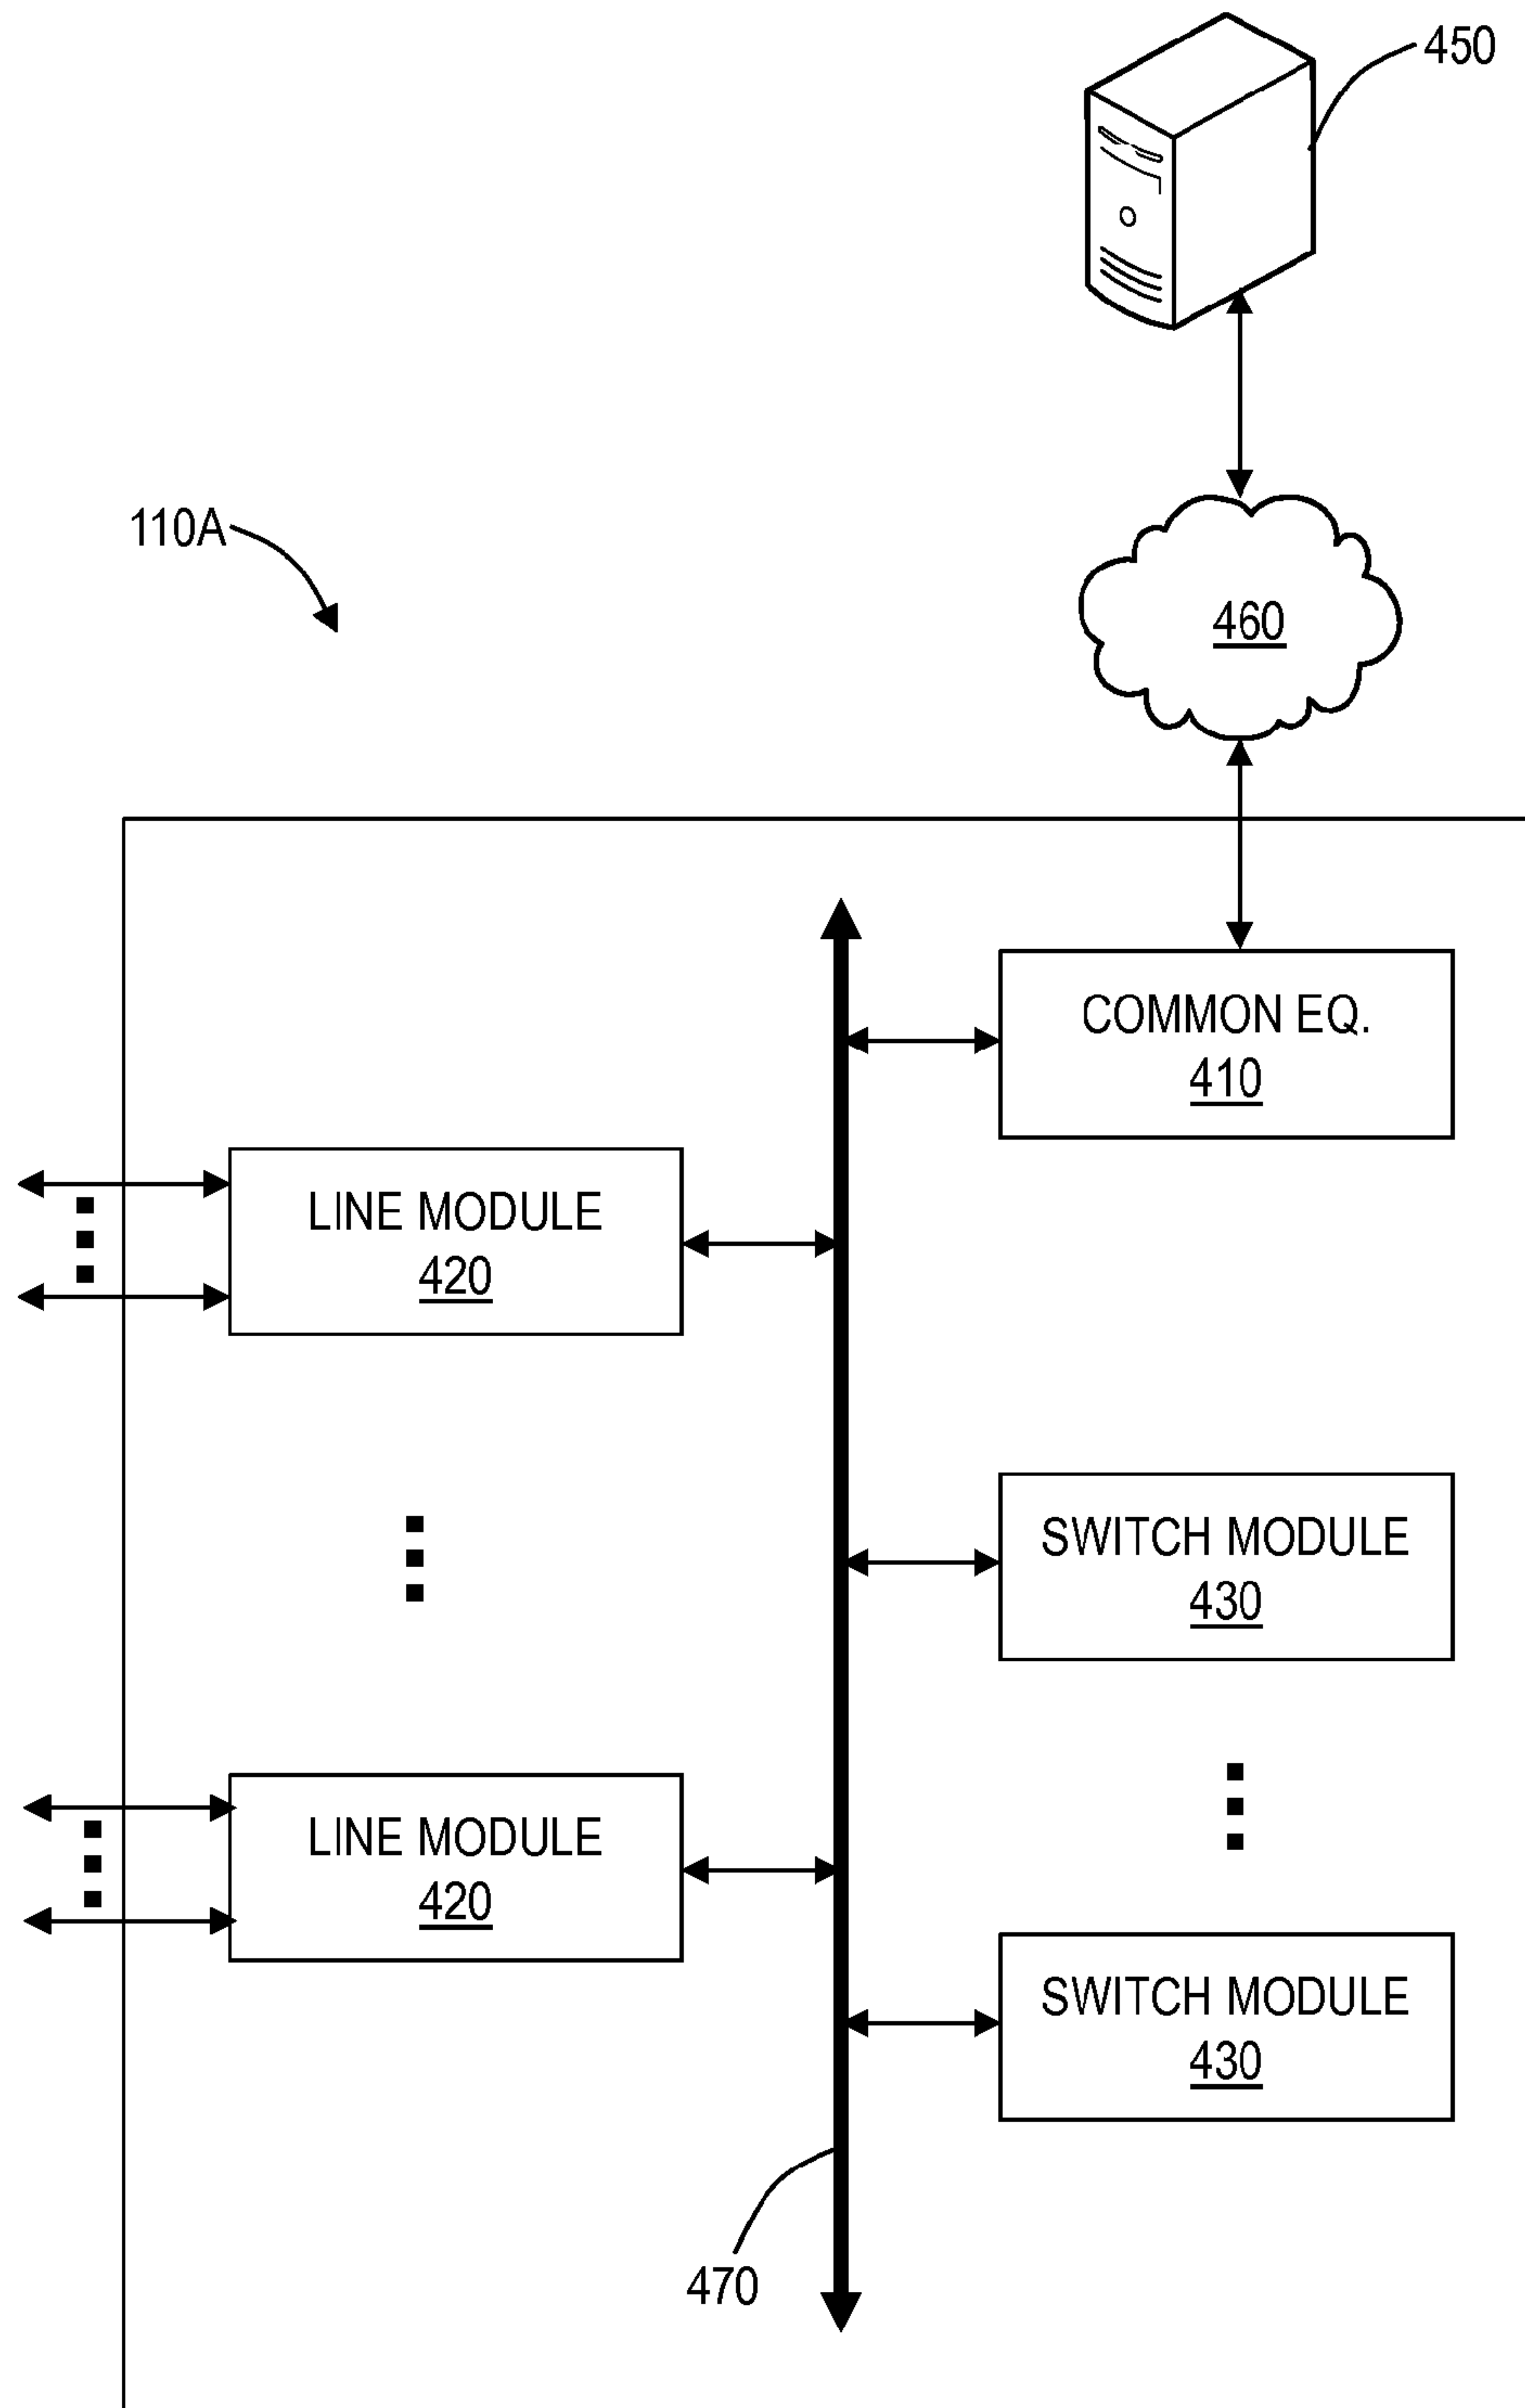 450
110A
460
COMMON EQ.
410
LINE MODULE
420
SWITCH MODULE
430
LINE MODULE
420
SWITCH MODULE
430
470